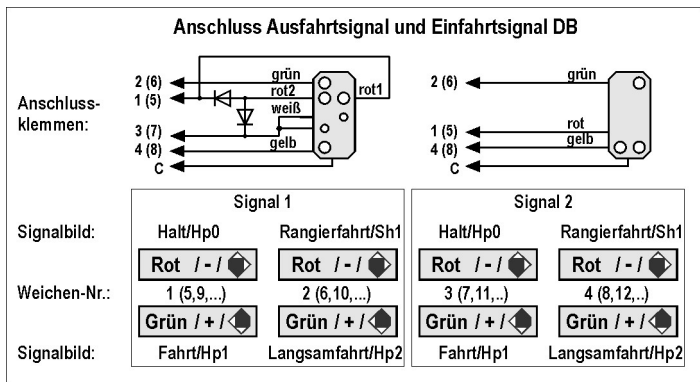 Anschluss Ausfahrtsignal und Einfahrtsignal DB
Anschluss-
klemmen:
2 (6) grün
1 (5) rot2 rot1
weiß
3 (7)
4 (8) gelb
C
2 (6) grün
1 (5) rot
4 (8) gelb
C
Signal 1 Signal 2
Signalbild: Halt/Hp0 Rangierfahrt/Sh1 Halt/Hp0 Rangierfahrt/Sh1
Rot / - / Rot / - / Rot / - / Rot / - /
Weichen-Nr.: 1 (5,9,...) 2 (6,10,...) 3 (7,11,..) 4 (8,12,..)
Grün / + / Grün / + / Grün / + / Grün / + /
Signalbild: Fahrt/Hp1 Langsamfahrt/Hp2 Fahrt/Hp1 Langsamfahrt/Hp2